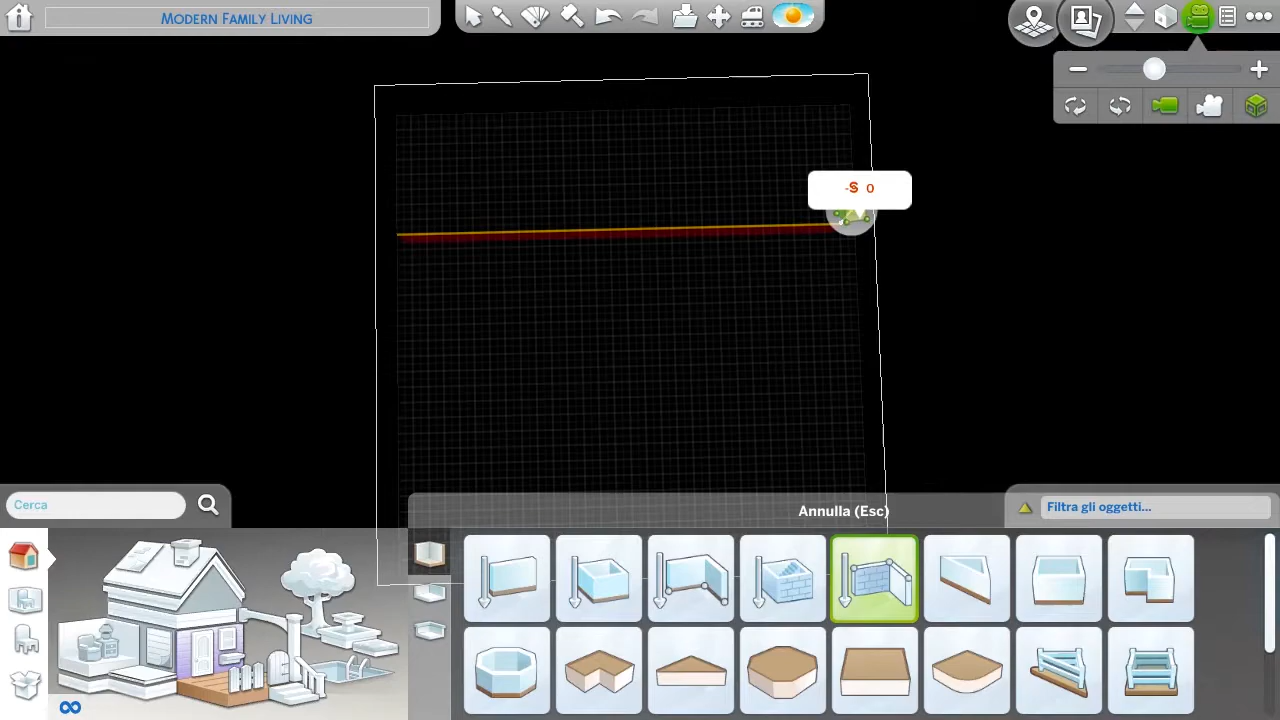 Modern Family Living
-$ 0
Cerca
Annulla (Esc)
Filtra gli oggetti...